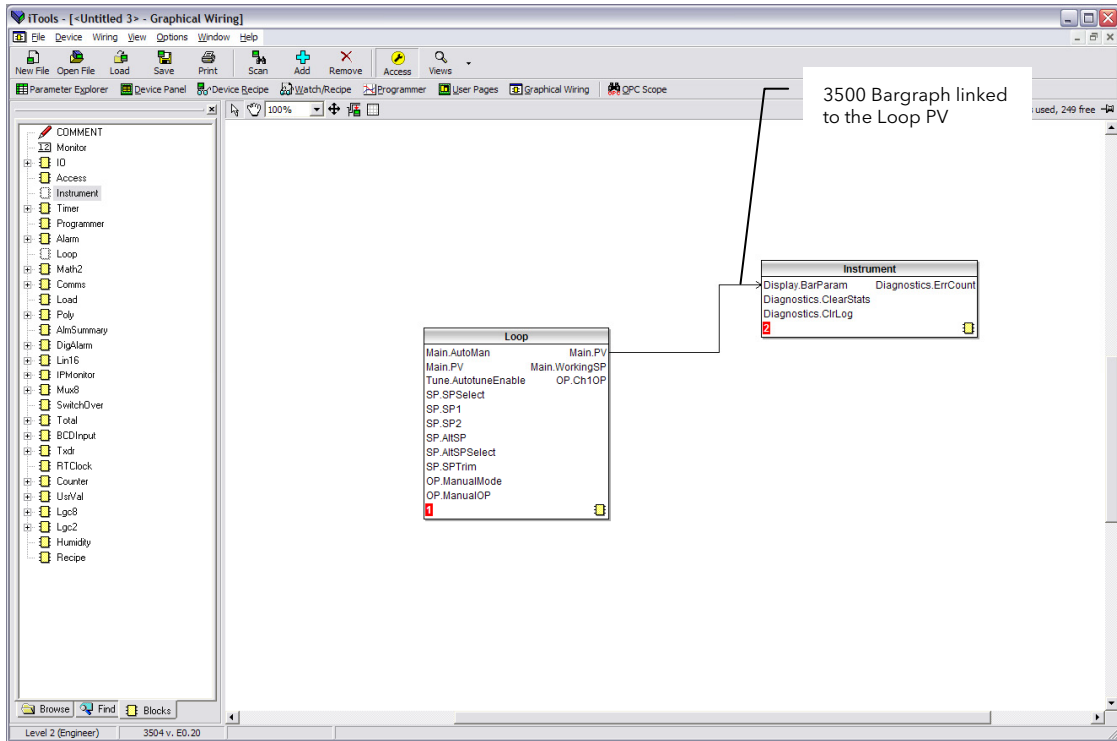 iTools - [<Untitled 3> - Graphical Wiring]
File Device Wiring View Options Window Help
New File Open File Load Save Print Scan Add Remove Access Views
Parameter Explorer Device Panel Device Recipe Watch/Recipe Programmer User Pages Graphical Wiring OPC Scope
100%
used, 249 free
3500 Bargraph linked
to the Loop PV
COMMENT
Monitor
IO
Access
Instrument
Timer
Programmer
Alarm
Loop
Math2
Comms
Load
Poly
AlmSummary
DigAlarm
Lin16
IPMonitor
Mux8
SwitchOver
Total
BCDInput
Txdr
RTClock
Counter
UsrVal
Lgc8
Lgc2
Humidity
Recipe
Instrument
Display.BarParam Diagnostics.ErrCount
Diagnostics.ClearStats
Diagnostics.ClrLog
2
Loop
Main.AutoMan Main.PV
Main.PV Main.WorkingSP
Tune.AutotuneEnable OP.Ch1OP
SP.SPSelect
SP.SP1
SP.SP2
SP.AltSP
SP.AltSPSelect
SP.SPTrim
OP.ManualMode
OP.ManualOP
1
Browse Find Blocks
Level 2 (Engineer) 3504 v. E0.20